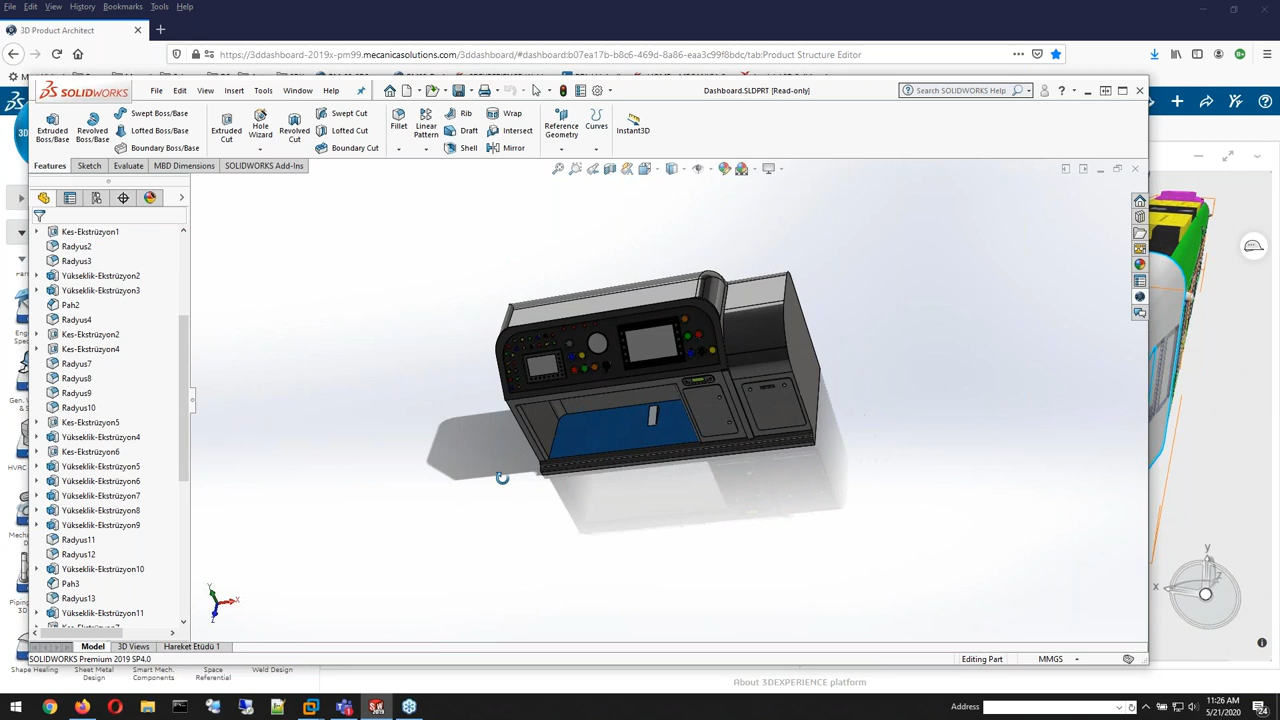 File Edit View History Bookmarks Tools Help
3D Product Architect
https://3ddashboard-2019x-pm99.mecanicasolutions.com/3ddashboard/#dashboard:b07ea17b-b8c6-469d-8a86-eaa3c99f8bdc/tab:Product Structure Editor
SOLIDWORKS File Edit View Insert Tools Window Help Dashboard.SLDPRT [Read-only] Search SOLIDWORKS Help
Extruded Boss/Base
Revolved Boss/Base
Swept Boss/Base
Lofted Boss/Base
Boundary Boss/Base
Extruded Cut
Hole Wizard
Revolved Cut
Swept Cut
Lofted Cut
Boundary Cut
Fillet
Linear Pattern
Rib
Draft
Shell
Wrap
Intersect
Mirror
Reference Geometry
Curves
Instant3D
Features Sketch Evaluate MBD Dimensions SOLIDWORKS Add-Ins
Kes-Ekstrüzyon1
Radyus2
Radyus3
Yükseklik-Ekstrüzyon2
Yükseklik-Ekstrüzyon3
Pah2
Radyus4
Kes-Ekstrüzyon2
Kes-Ekstrüzyon4
Radyus7
Radyus8
Radyus9
Radyus10
Kes-Ekstrüzyon5
Yükseklik-Ekstrüzyon4
Kes-Ekstrüzyon6
Yükseklik-Ekstrüzyon5
Yükseklik-Ekstrüzyon6
Yükseklik-Ekstrüzyon7
Yükseklik-Ekstrüzyon8
Yükseklik-Ekstrüzyon9
Radyus11
Radyus12
Yükseklik-Ekstrüzyon10
Pah3
Radyus13
Yükseklik-Ekstrüzyon11
Y
X
Z
y
x
z
Model 3D Views Hareket Etüdü 1
SOLIDWORKS Premium 2019 SP4.0 Editing Part MMGS
Shape Healing
Sheet Metal Design
Smart Mech. Components
Space Referential
Weld Design
About 3DEXPERIENCE platform
Address
11:26 AM
5/21/2020
24